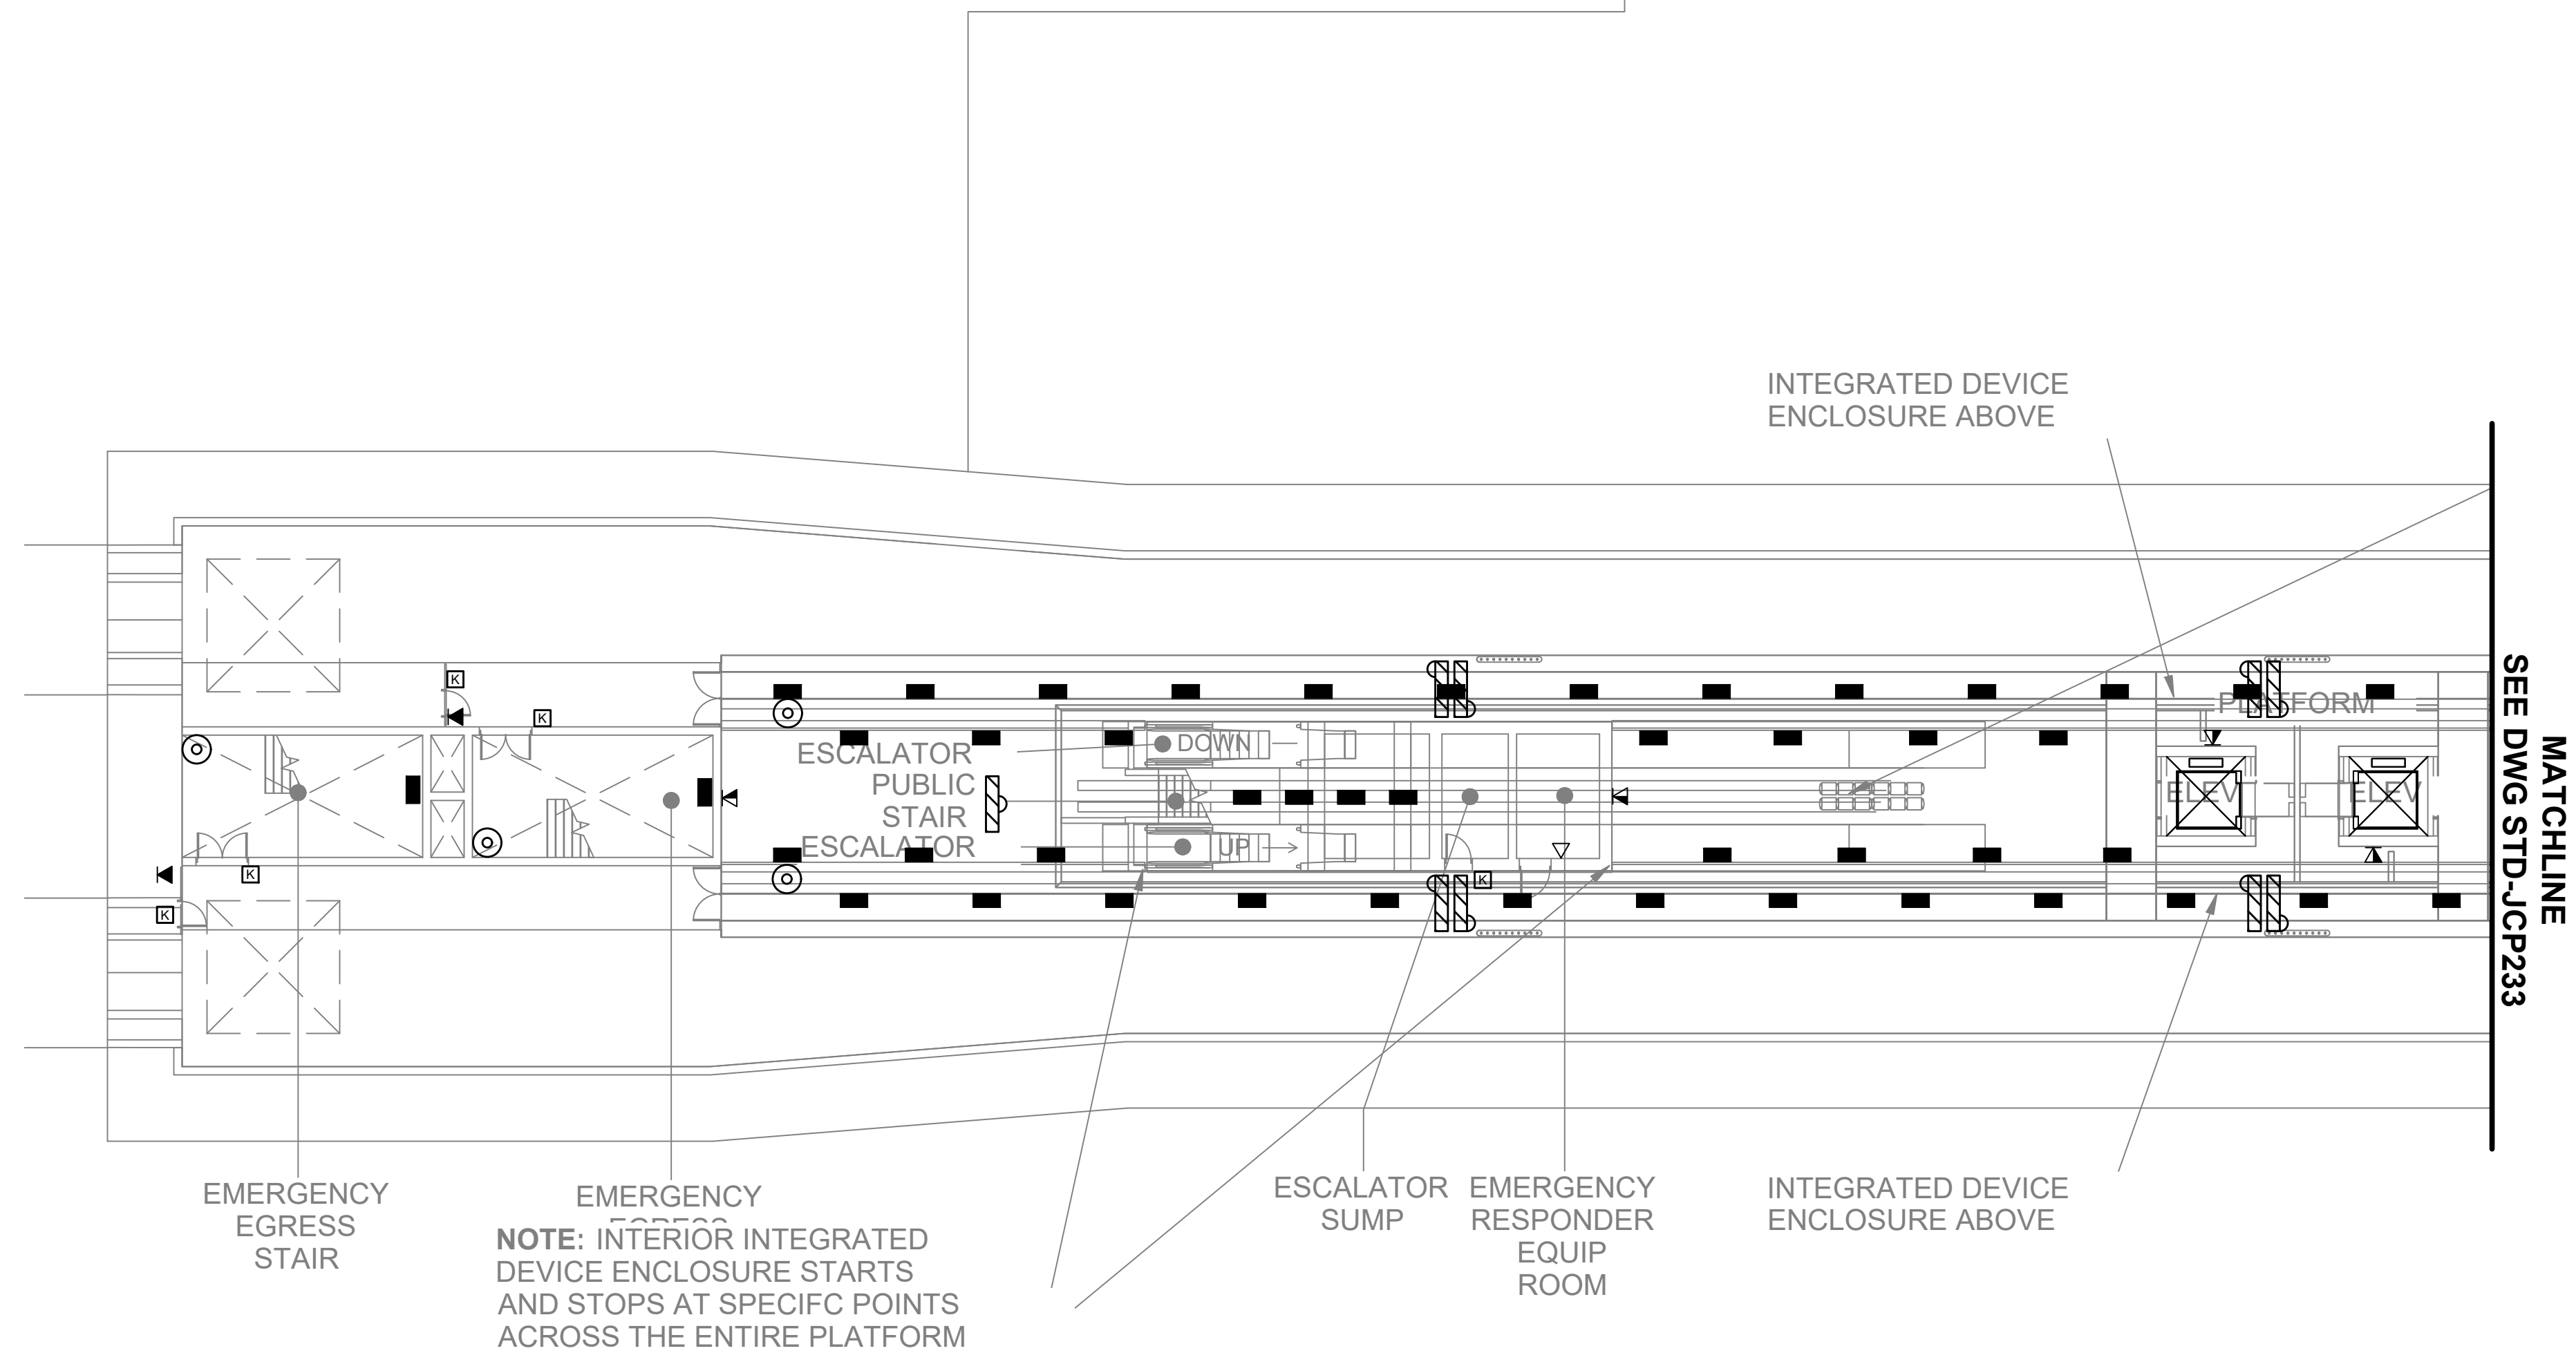 INTEGRATED DEVICE
ENCLOSURE ABOVE
K
K
PLATFORM
ESCALATOR
DOWN
PUBLIC
STAIR
ELEV
ELEV
ESCALATOR
UP
K
K
K
SEE DWG STD-JCP233
MATCHLINE
EMERGENCY
EGRESS
STAIR
EMERGENCY
EGRESS
NOTE: INTERIOR INTEGRATED
DEVICE ENCLOSURE STARTS
AND STOPS AT SPECIFC POINTS
ACROSS THE ENTIRE PLATFORM
ESCALATOR
SUMP
EMERGENCY
RESPONDER
EQUIP
ROOM
INTEGRATED DEVICE
ENCLOSURE ABOVE